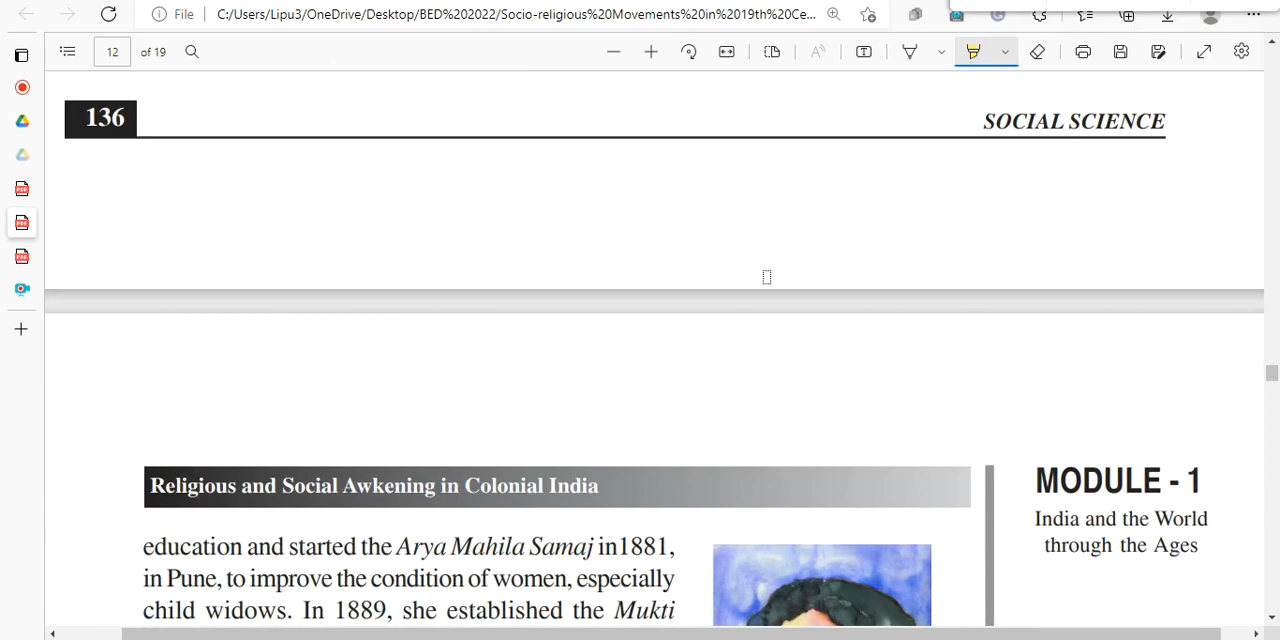 File C:/Users/Lipu3/OneDrive/Desktop/BED%202022/Socio-religious%20Movements%20in%2019th%20Ce...
12 of 19
136
SOCIAL SCIENCE
Religious and Social Awkening in Colonial India
MODULE - 1
India and the World
through the Ages
education and started the Arya Mahila Samaj in1881,
in Pune, to improve the condition of women, especially
child widows. In 1889, she established the Mukti